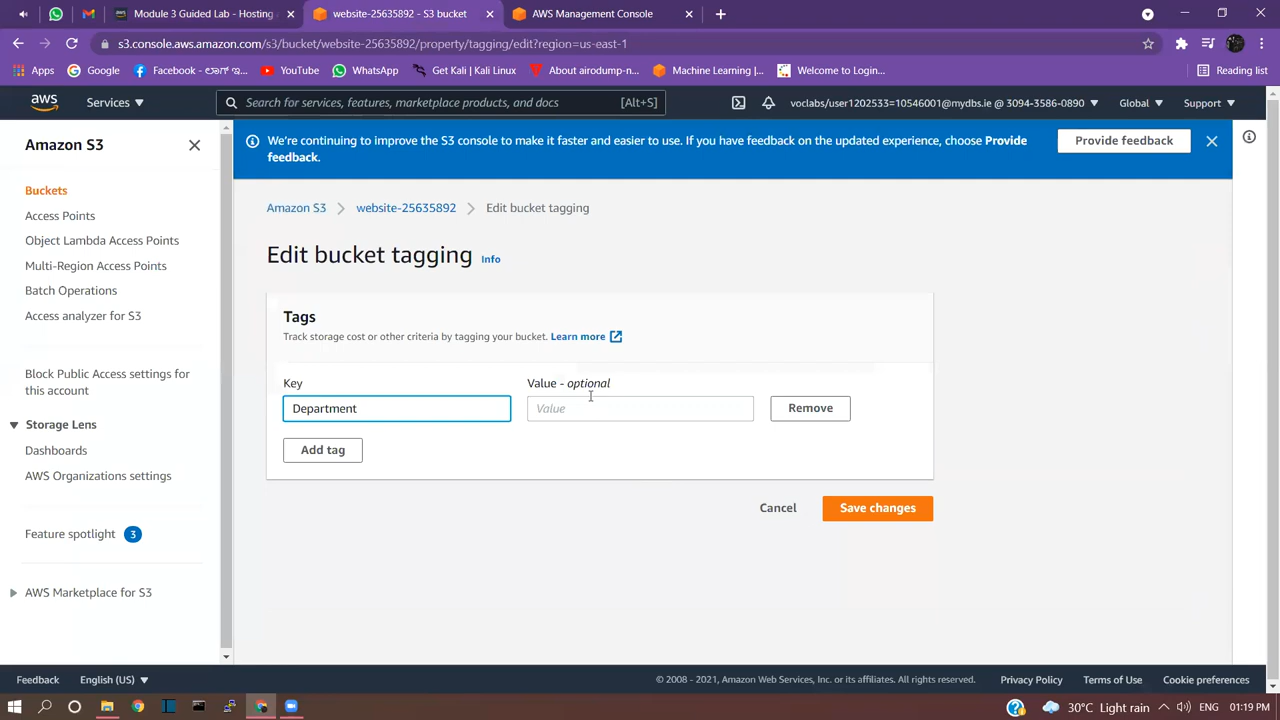 Module 3 Guided Lab - Hosting
website-25635892 - S3 bucket
AWS Management Console
s3.console.aws.amazon.com/s3/bucket/website-25635892/property/tagging/edit?region=us-east-1
Apps
Google
Facebook - ಲಾಗ್ ಇ...
YouTube
WhatsApp
Get Kali | Kali Linux
About airodump-n...
Machine Learning |...
Welcome to Login...
Reading list
aws
Services
Search for services, features, marketplace products, and docs
[Alt+S]
voclabs/user1202533=10546001@mydbs.ie @ 3094-3586-0890
Global
Support
Amazon S3
Buckets
Access Points
Object Lambda Access Points
Multi-Region Access Points
Batch Operations
Access analyzer for S3
Block Public Access settings for
this account
Storage Lens
Dashboards
AWS Organizations settings
Feature spotlight 3
AWS Marketplace for S3
We're continuing to improve the S3 console to make it faster and easier to use. If you have feedback on the updated experience, choose Provide
feedback.
Provide feedback
Amazon S3
website-25635892
Edit bucket tagging
Edit bucket tagging Info
Tags
Track storage cost or other criteria by tagging your bucket. Learn more
Key
Value - optional
Department
Value
Remove
Add tag
Cancel
Save changes
Feedback
English (US)
© 2008 - 2021, Amazon Web Services, Inc. or its affiliates. All rights reserved.
Privacy Policy
Terms of Use
Cookie preferences
30°C Light rain
ENG
01:19 PM